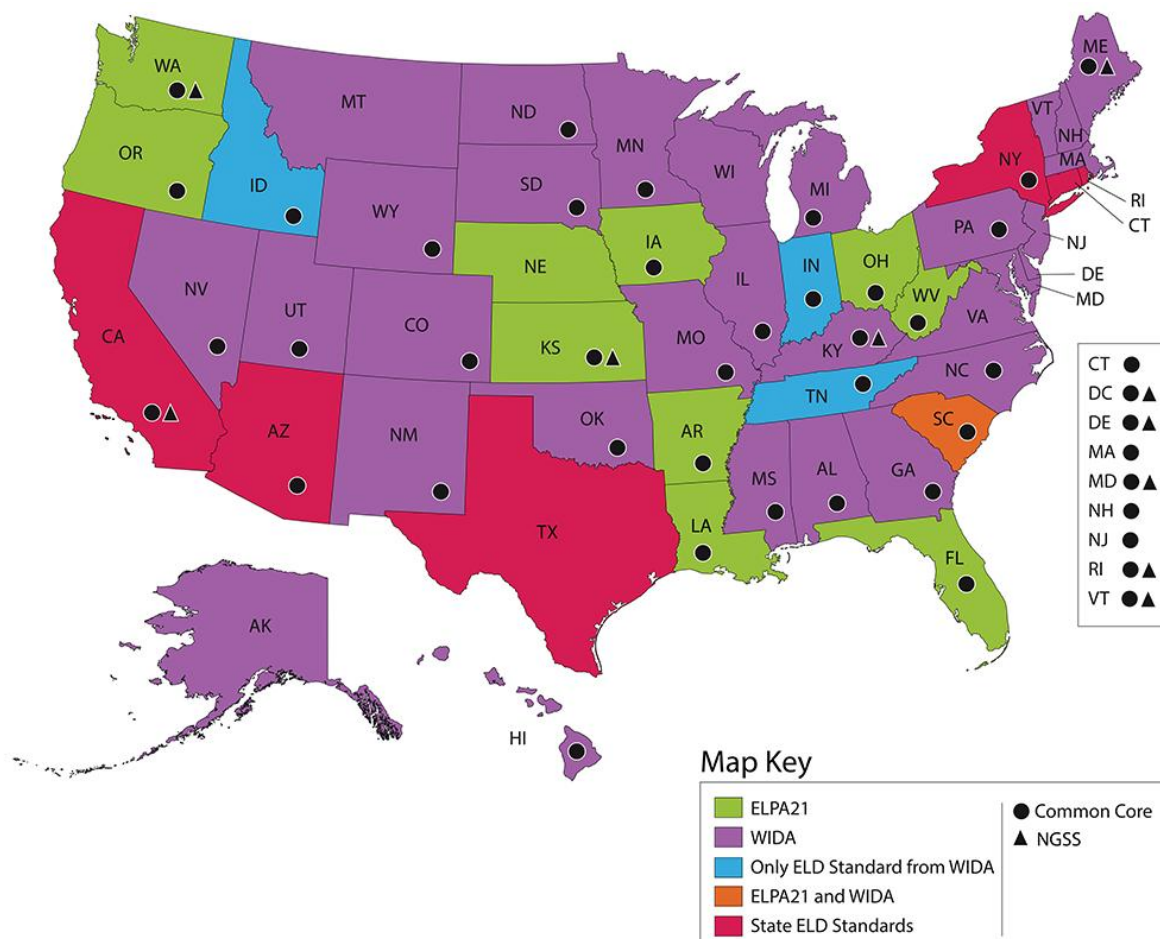 WA
ME
MT
ND
VT
MN
OR
NH
ID
SD
WI
NY
MA
MI
WY
RI
CT
PA
IA
NJ
NE
OH
IN
DE
NV
IL
WV
MD
UT
CO
VA
CA
KS
MO
KY
NC
TN
OK
SC
AZ
NM
AR
MS
AL
GA
TX
LA
FL
AK
HI
CT
DC
DE
MA
MD
NH
NJ
RI
VT
Map Key
ELPA21
WIDA
Only ELD Standard from WIDA
ELPA21 and WIDA
State ELD Standards
Common Core
NGSS